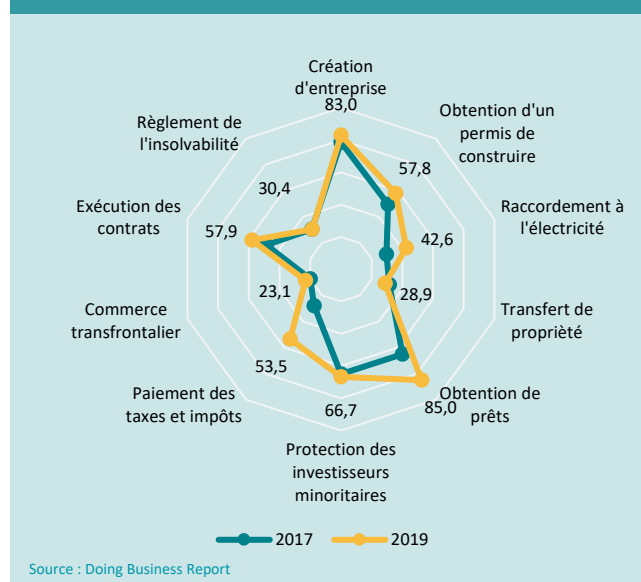 Création
d'entreprise
83,0
Obtention d'un
permis de
construire
57,8
Raccordement à
l'électricité
42,6
Transfert de
propriètè
28,9
Obtention de
prêts
85,0
Protection des
investisseurs
minoritaires
66,7
Paiement des
taxes et impôts
53,5
Commerce
transfrontalier
23,1
Exécution des
contrats
57,9
Règlement de
l'insolvabilité
30,4
2017
2019
Source : Doing Business Report